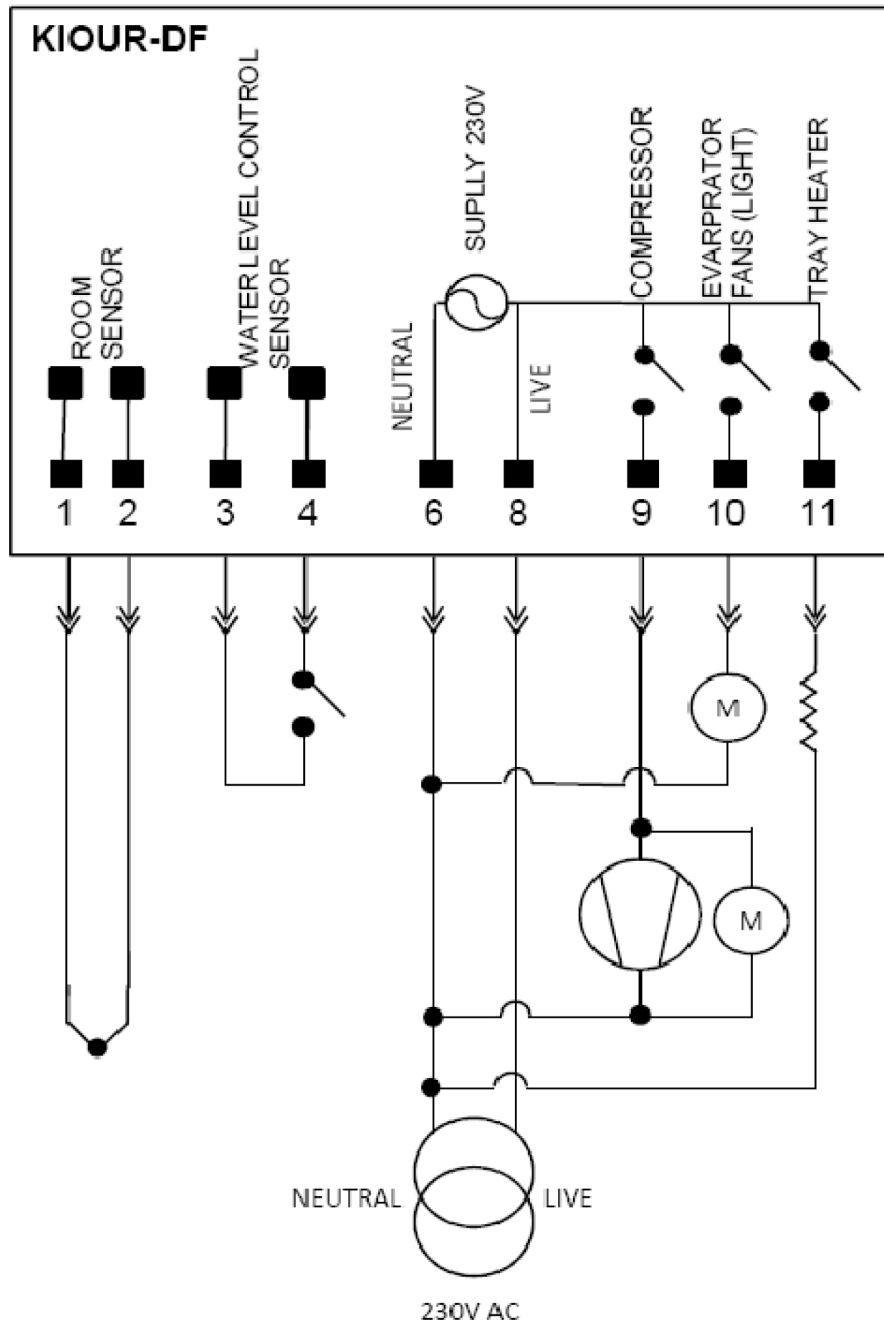 KIOUR-DF
ROOM
SENSOR
WATER LEVEL CONTROL
SENSOR
NEUTRAL
SUPLLY 230V
LIVE
COMPRESSOR
EVARPRATOR
FANS (LIGHT)
TRAY HEATER
1 2 3 4 6 8 9 10 11
M
M
NEUTRAL LIVE
230V AC